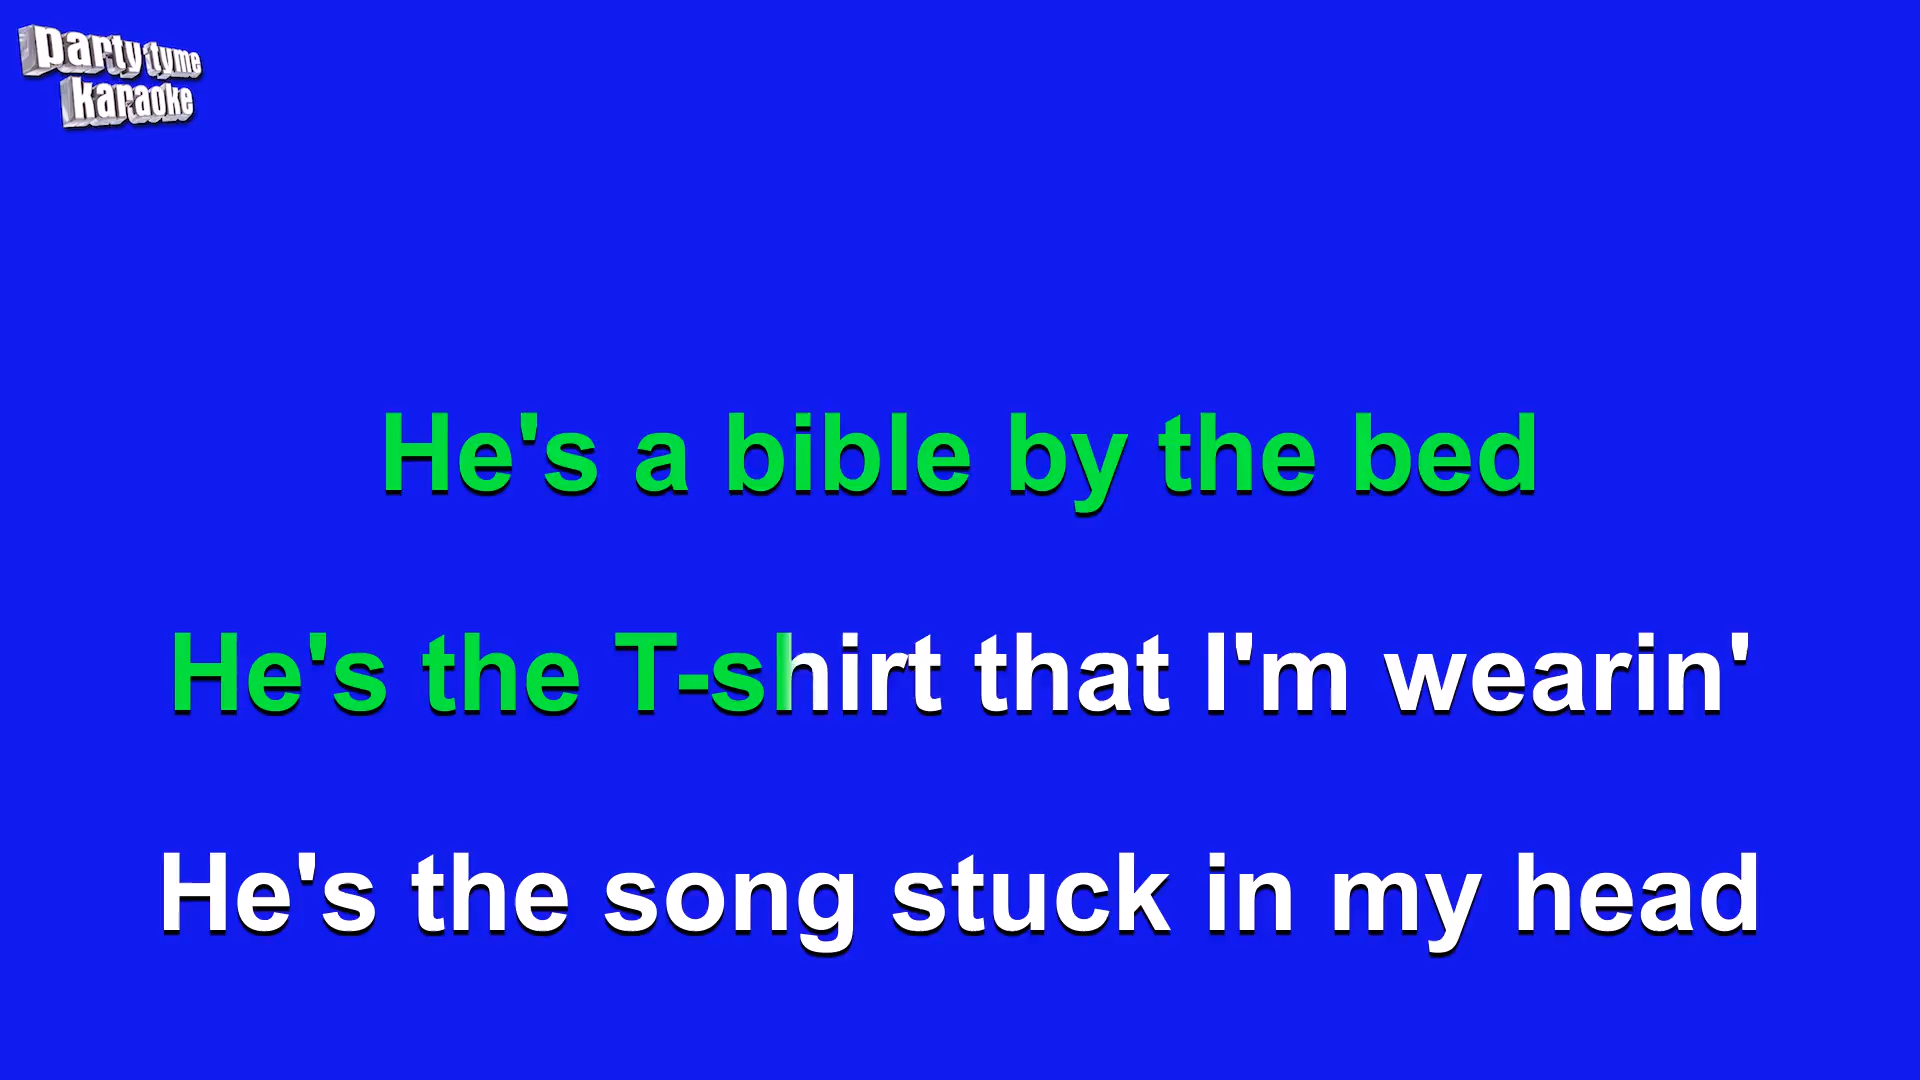 party tyme
karaoke
He's a bible by the bed
He's the T-shirt that I'm wearin'
He's the song stuck in my head